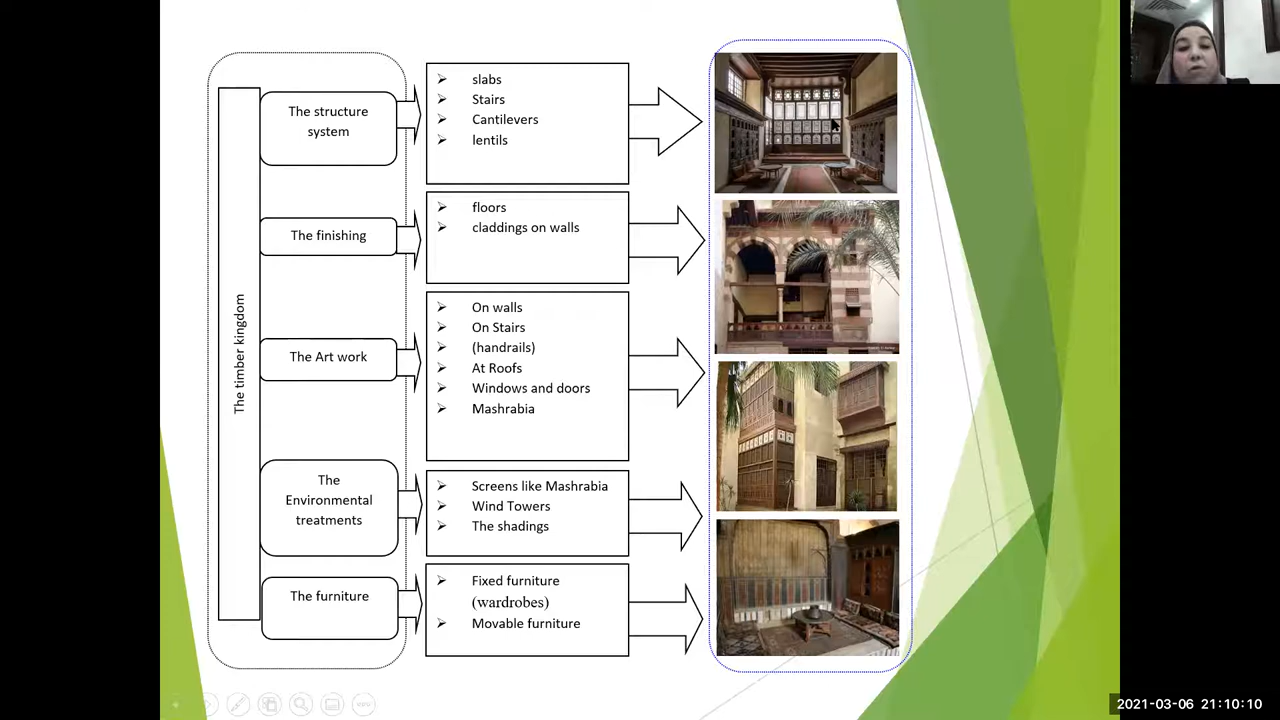 The timber kingdom
The structure
system
slabs
Stairs
Cantilevers
lentils
The finishing
floors
claddings on walls
The Art work
On walls
On Stairs
(handrails)
At Roofs
Windows and doors
Mashrabia
The
Environmental
treatments
Screens like Mashrabia
Wind Towers
The shadings
The furniture
Fixed furniture
(wardrobes)
Movable furniture
2021-03-06 21:10:10